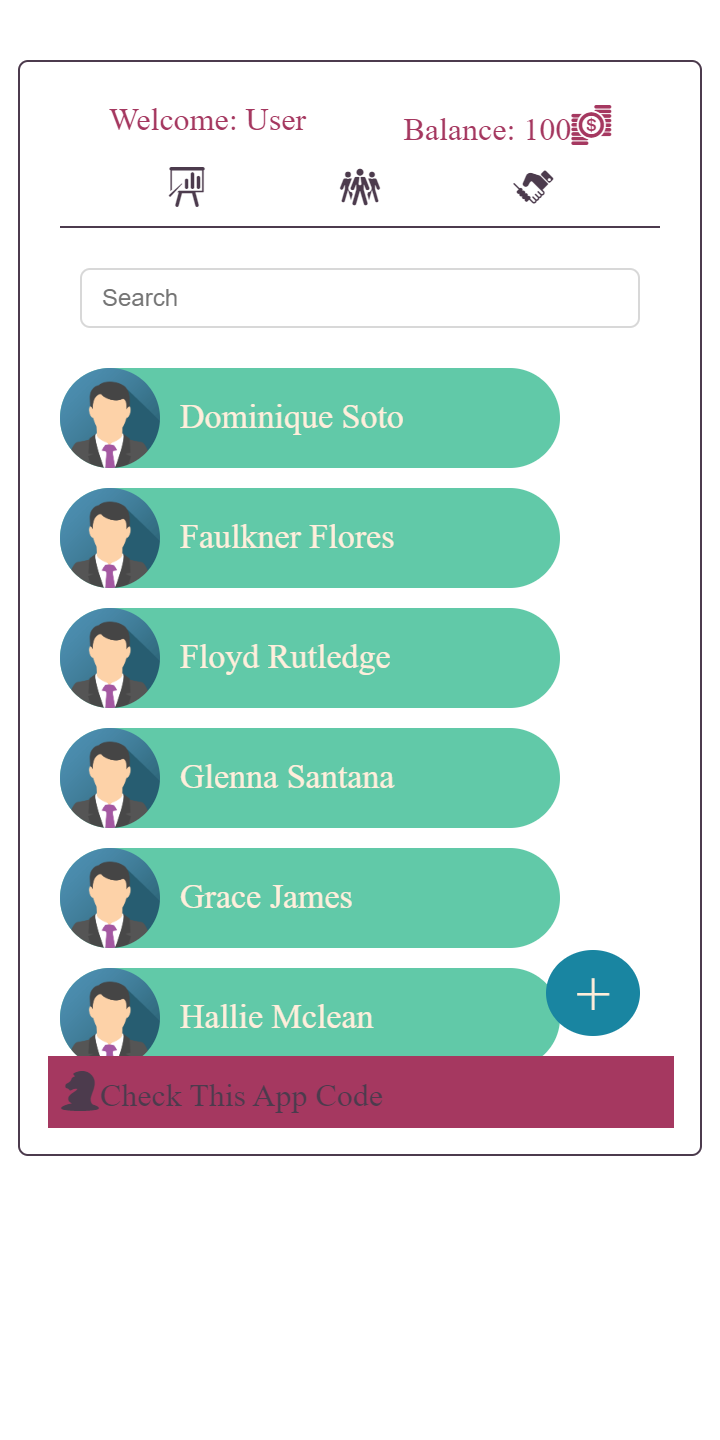 Welcome: User
Balance: 100
Search
Dominique Soto
Faulkner Flores
Floyd Rutledge
Glenna Santana
Grace James
Hallie Mclean
+
Check This App Code